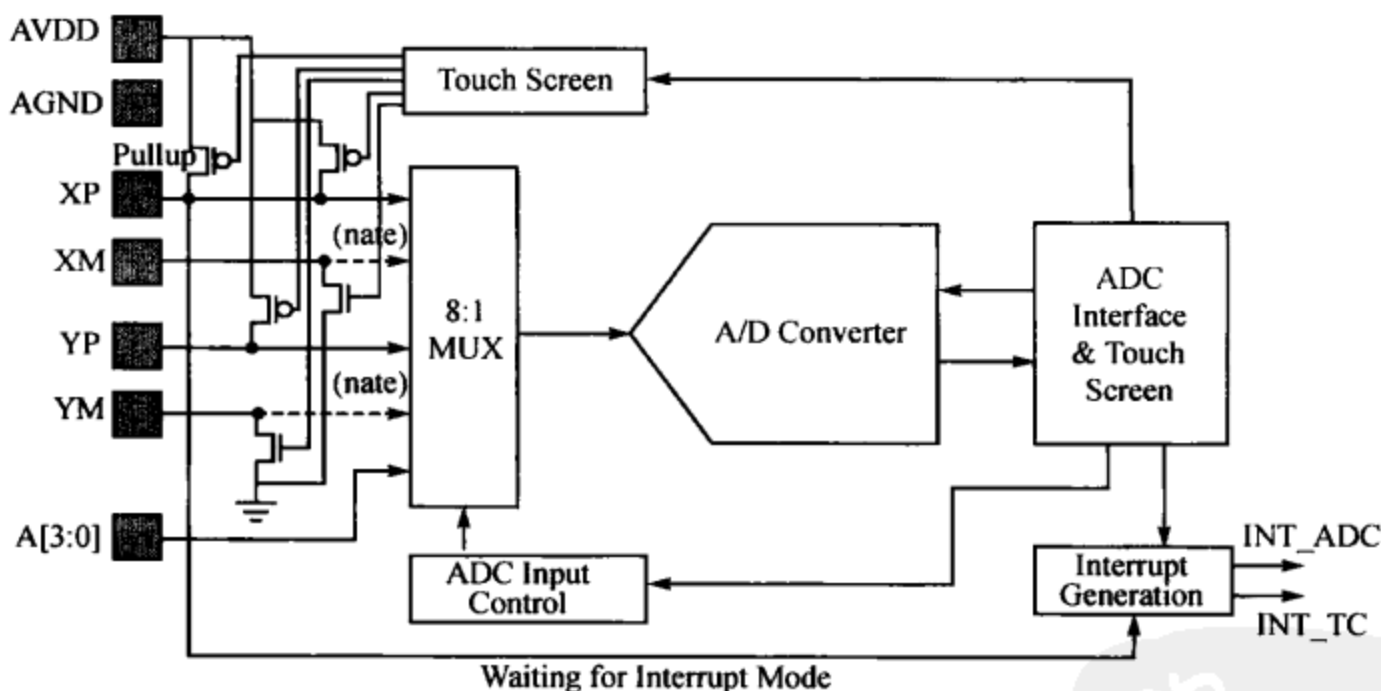 AVDD
AGND
Pullup
XP
XM
YP
YM
A[3:0]
Touch Screen
(nate)
(nate)
8:1
MUX
A/D Converter
ADC
Interface
& Touch
Screen
ADC Input
Control
Interrupt
Generation
INT_ADC
INT_TC
Waiting for Interrupt Mode